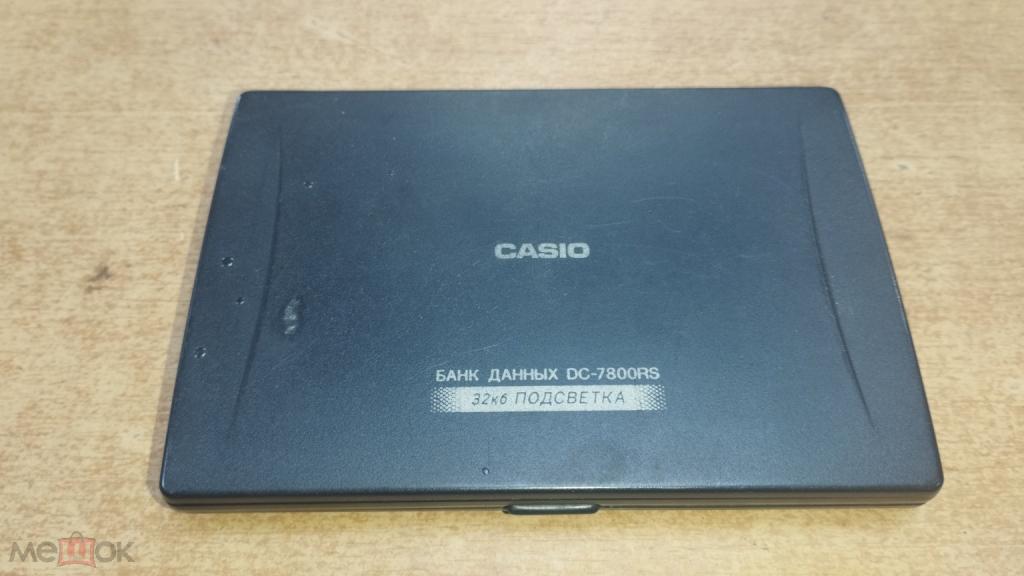 CASIO
БАНК ДАННЫХ DC-7800RS
32кб ПОДСВЕТКА
мешок